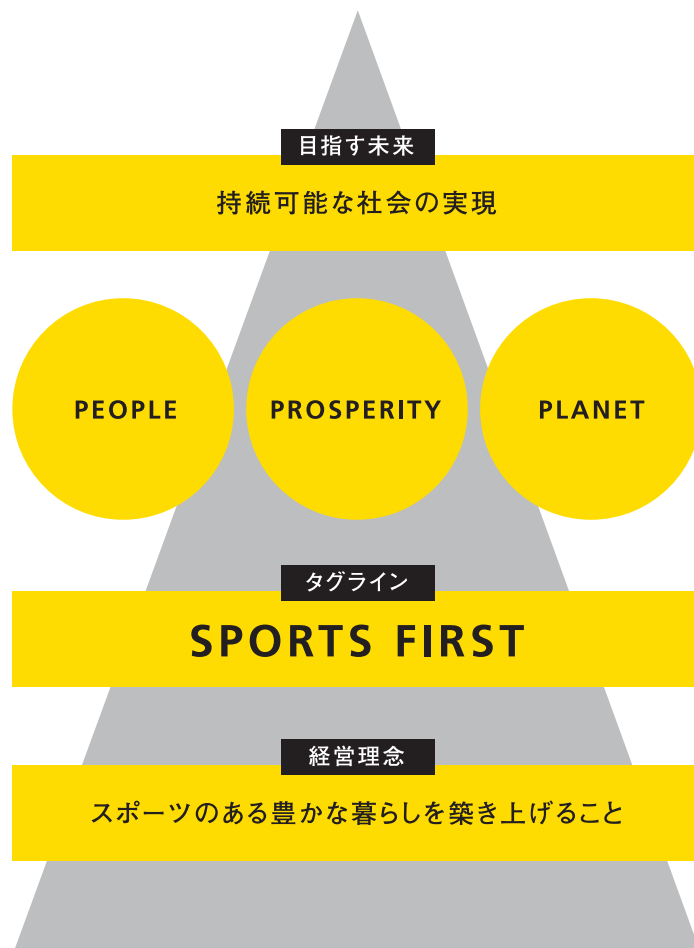 目指す未来
持続可能な社会の実現
PEOPLE PROSPERITY PLANET
タグライン
SPORTS FIRST
経営理念
スポーツのある豊かな暮らしを築き上げること